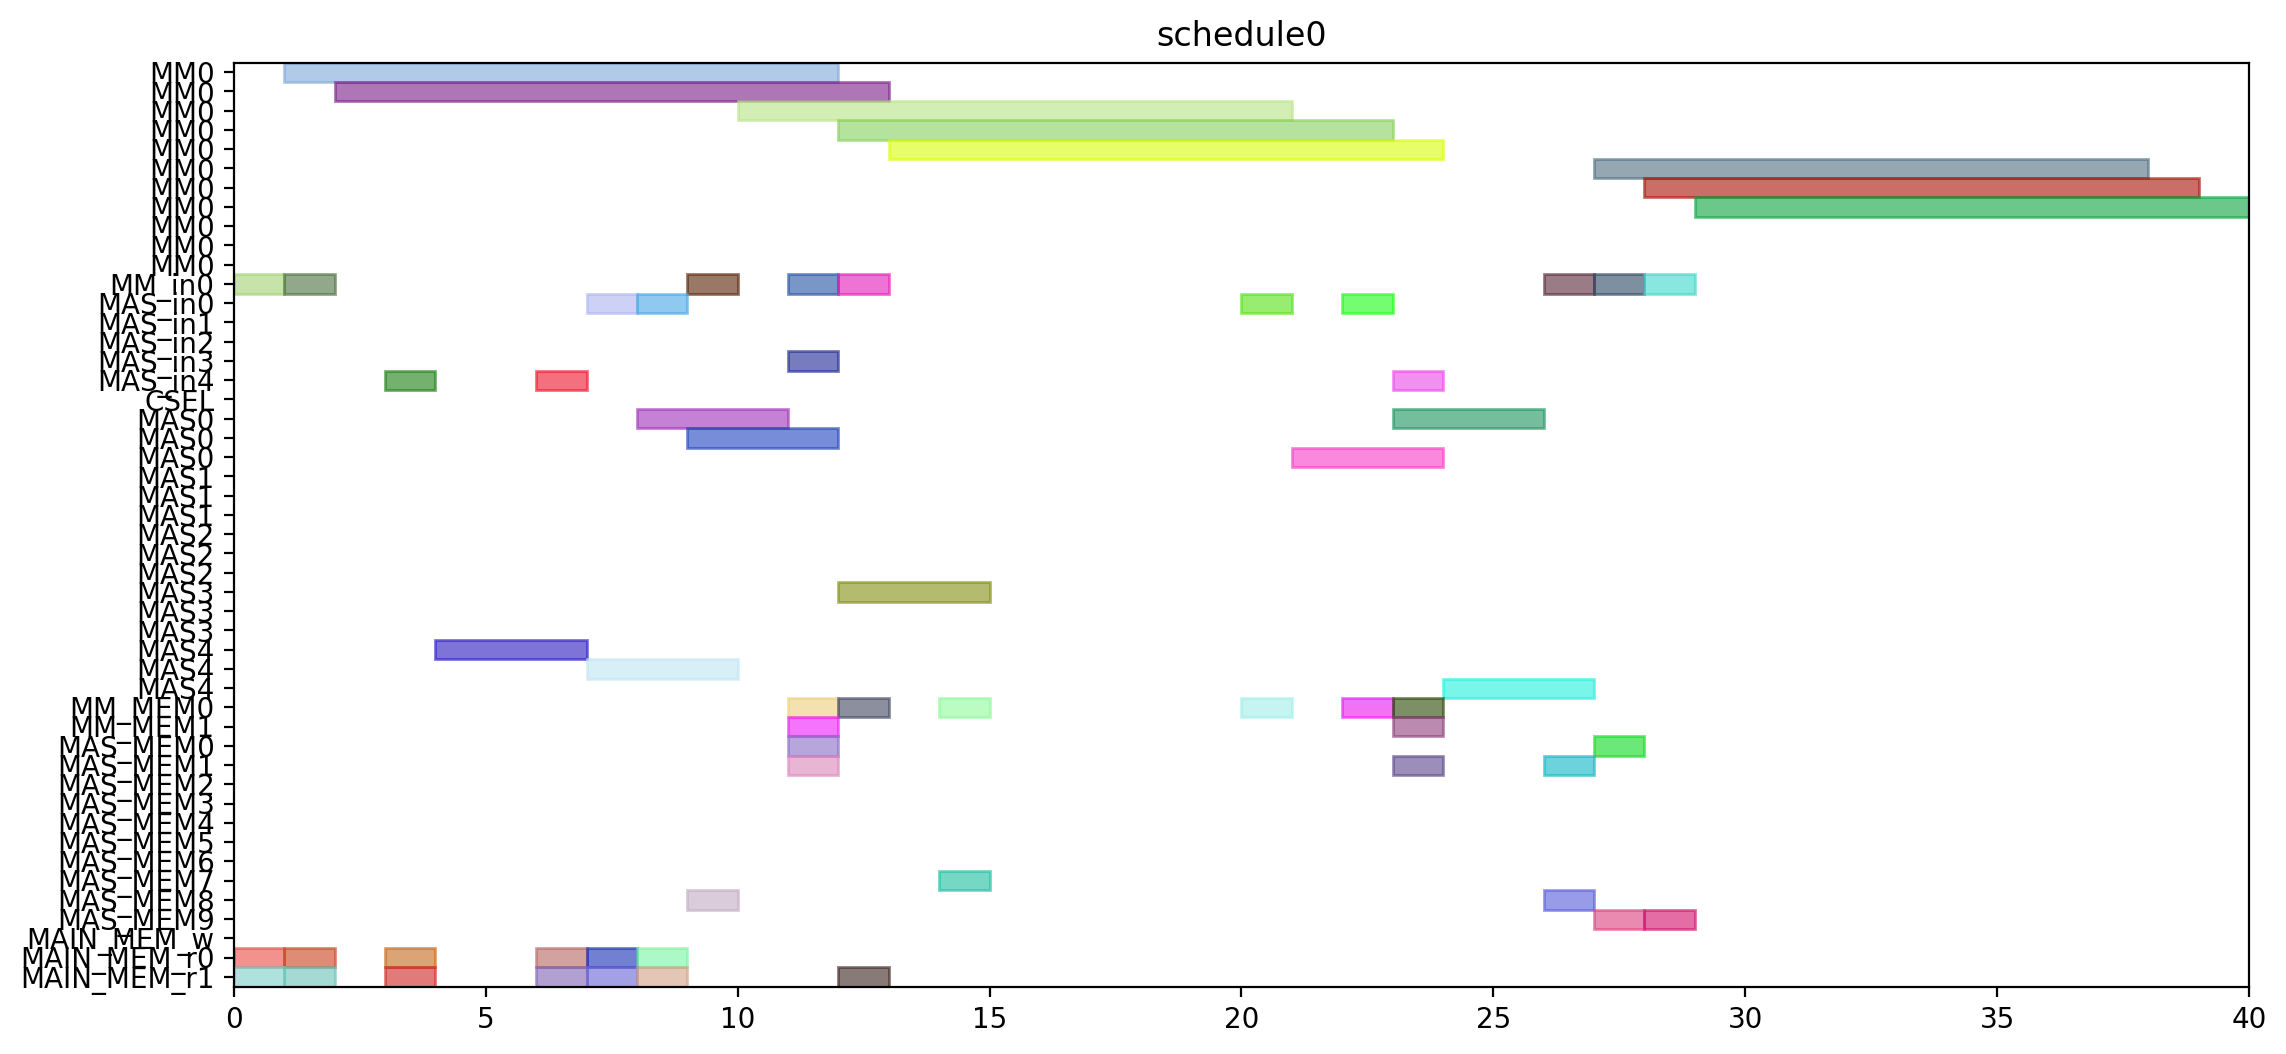 schedule0
MM0
MM0
MM0
MM0
MM0
MM0
MM0
MM0
MM0
MM0
MM0
MM_in0
MAS_in0
MAS_in1
MAS_in2
MAS_in3
MAS_in4
CSEL
MAS0
MAS0
MAS0
MAS1
MAS1
MAS1
MAS2
MAS2
MAS2
MAS3
MAS3
MAS3
MAS4
MAS4
MAS4
MM_MEM0
MM_MEM1
MAS_MEM0
MAS_MEM1
MAS_MEM2
MAS_MEM3
MAS_MEM4
MAS_MEM5
MAS_MEM6
MAS_MEM7
MAS_MEM8
MAS_MEM9
MAIN_MEM_w
MAIN_MEM_r0
MAIN_MEM_r1
0 5 10 15 20 25 30 35 40